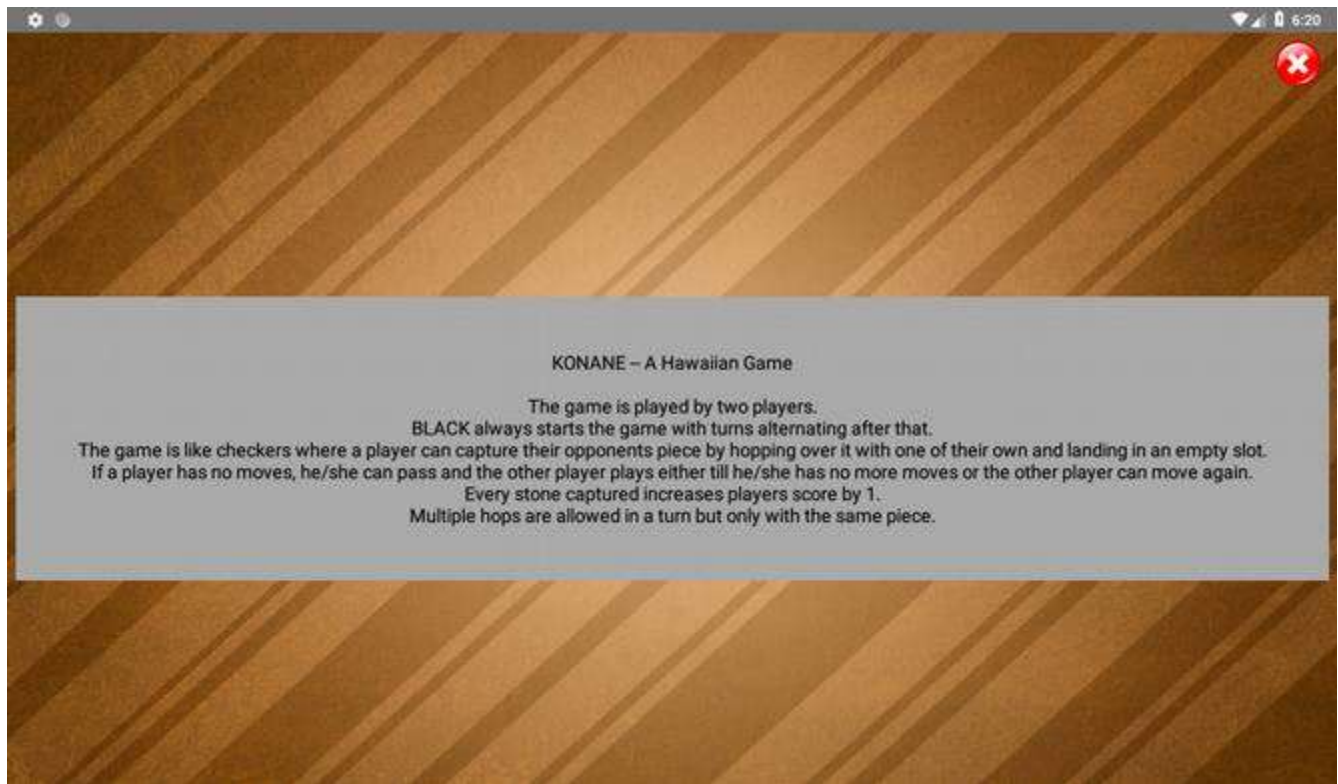 6:20
KONANE – A Hawaiian Game
The game is played by two players.
BLACK always starts the game with turns alternating after that.
The game is like checkers where a player can capture their opponents piece by hopping over it with one of their own and landing in an empty slot.
If a player has no moves, he/she can pass and the other player plays either till he/she has no more moves or the other player can move again.
Every stone captured increases players score by 1.
Multiple hops are allowed in a turn but only with the same piece.